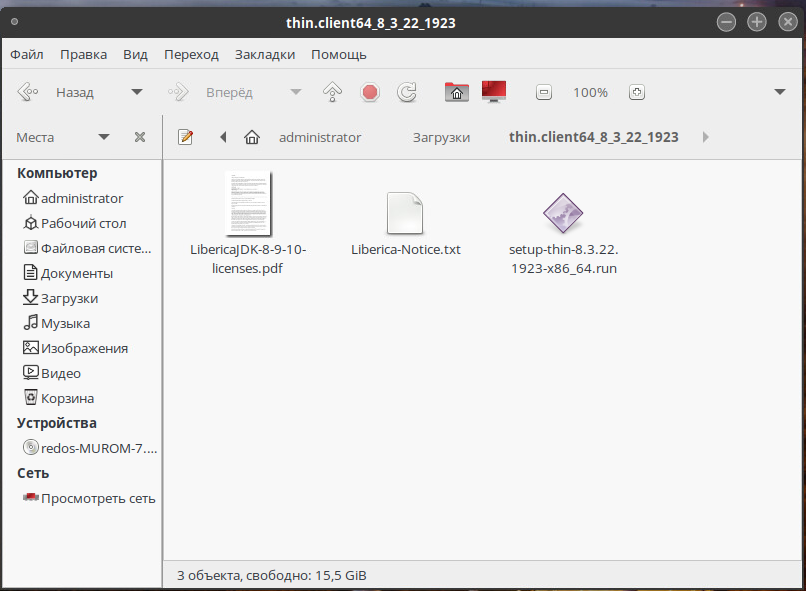 thin.client64_8_3_22_1923
Файл Правка Вид Переход Закладки Помощь
Назад Вперёд 100%
Места administrator Загрузки thin.client64_8_3_22_1923
Компьютер
administrator
Рабочий стол
Файловая систе...
Документы
Загрузки
Музыка
Изображения
Видео
Корзина
Устройства
redos-MUROM-7....
Сеть
Просмотреть сеть
LibericaJDK-8-9-10-
licenses.pdf
Liberica-Notice.txt
setup-thin-8.3.22.
1923-x86_64.run
3 объекта, свободно: 15,5 GiB